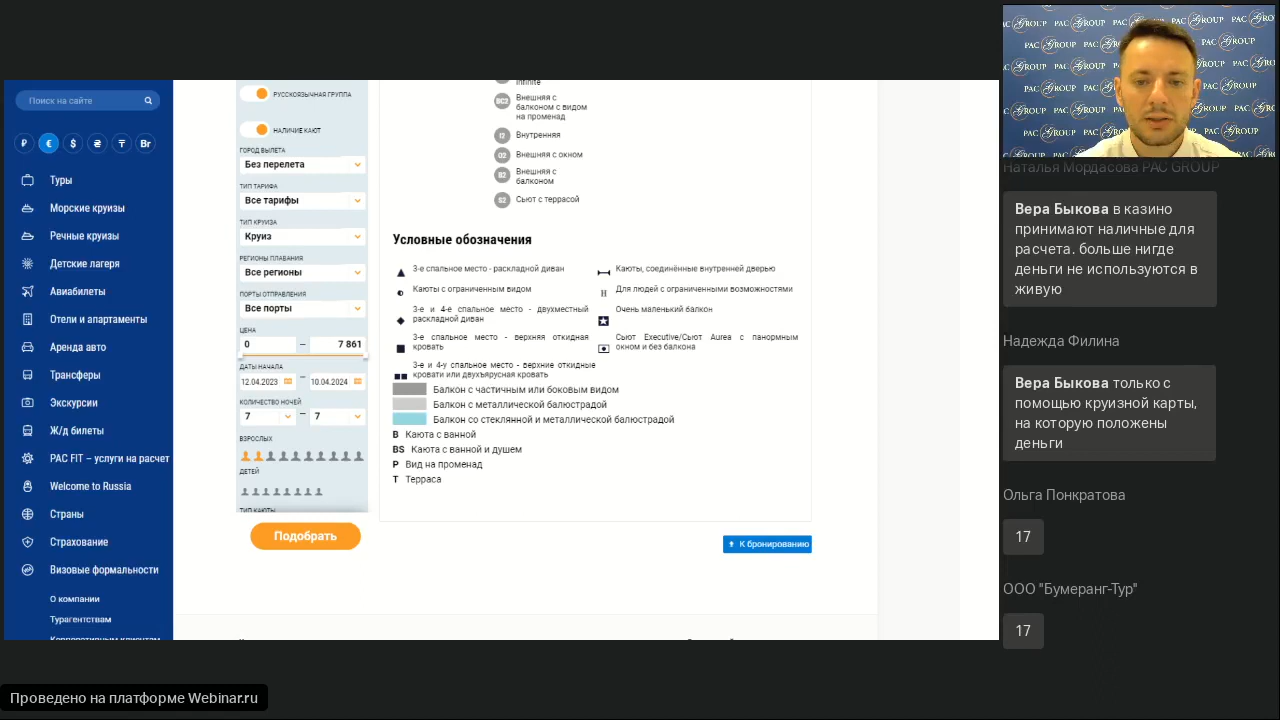 Поиск на сайте
₽ € $ ₴ ₸ Br
Туры
Морские круизы
Речные круизы
Детские лагеря
Авиабилеты
Отели и апартаменты
Аренда авто
Трансферы
Экскурсии
Ж/д билеты
PAC FIT – услуги на расчет
Welcome to Russia
Страны
Страхование
Визовые формальности
О компании
Турагентствам
Корпоративным клиентам
РУССКОЯЗЫЧНАЯ ГРУППА
НАЛИЧИЕ КАЮТ
ГОРОД ВЫЛЕТА
Без перелета
ТИП ТАРИФА
Все тарифы
ТИП КРУИЗА
Круиз
РЕГИОНЫ ПЛАВАНИЯ
Все регионы
ПОРТЫ ОТПРАВЛЕНИЯ
Все порты
ЦЕНА
0 – 7 861
ДАТЫ НАЧАЛА
12.04.2023 – 10.04.2024
КОЛИЧЕСТВО НОЧЕЙ
7 – 7
ВЗРОСЛЫХ
ДЕТЕЙ
ТИП КАЮТЫ
Подобрать
Infinite
Внешняя с
балконом с видом
на променад
I2 Внутренняя
O2 Внешняя с окном
B2 Внешняя с
балконом
S2 Сьют с террасой
Условные обозначения
3-е спальное место - раскладной диван
Каюты с ограниченным видом
3-е и 4-е спальное место - двухместный
раскладной диван
3-е спальное место - верхняя откидная
кровать
3-е и 4-у спальное место - верхние откидные
кровати или двухъярусная кровать
Каюты, соединённые внутренней дверью
H Для людей с ограниченными возможностями
Очень маленький балкон
Сьют Executive/Сьют Aurea с панормным
окном и без балкона
Балкон с частичным или боковым видом
Балкон с металлической балюстрадой
Балкон со стеклянной и металлической балюстрадой
B Каюта с ванной
BS Каюта с ванной и душем
P Вид на променад
T Терраса
К бронированию
PAC GROUP
Наталья Мордасова PAC GROUP
Вера Быкова в казино
принимают наличные для
расчета. больше нигде
деньги не используются в
живую
Надежда Филина
Вера Быкова только с
помощью круизной карты,
на которую положены
деньги
Ольга Понкратова
17
ООО "Бумеранг-Тур"
17
Проведено на платформе Webinar.ru